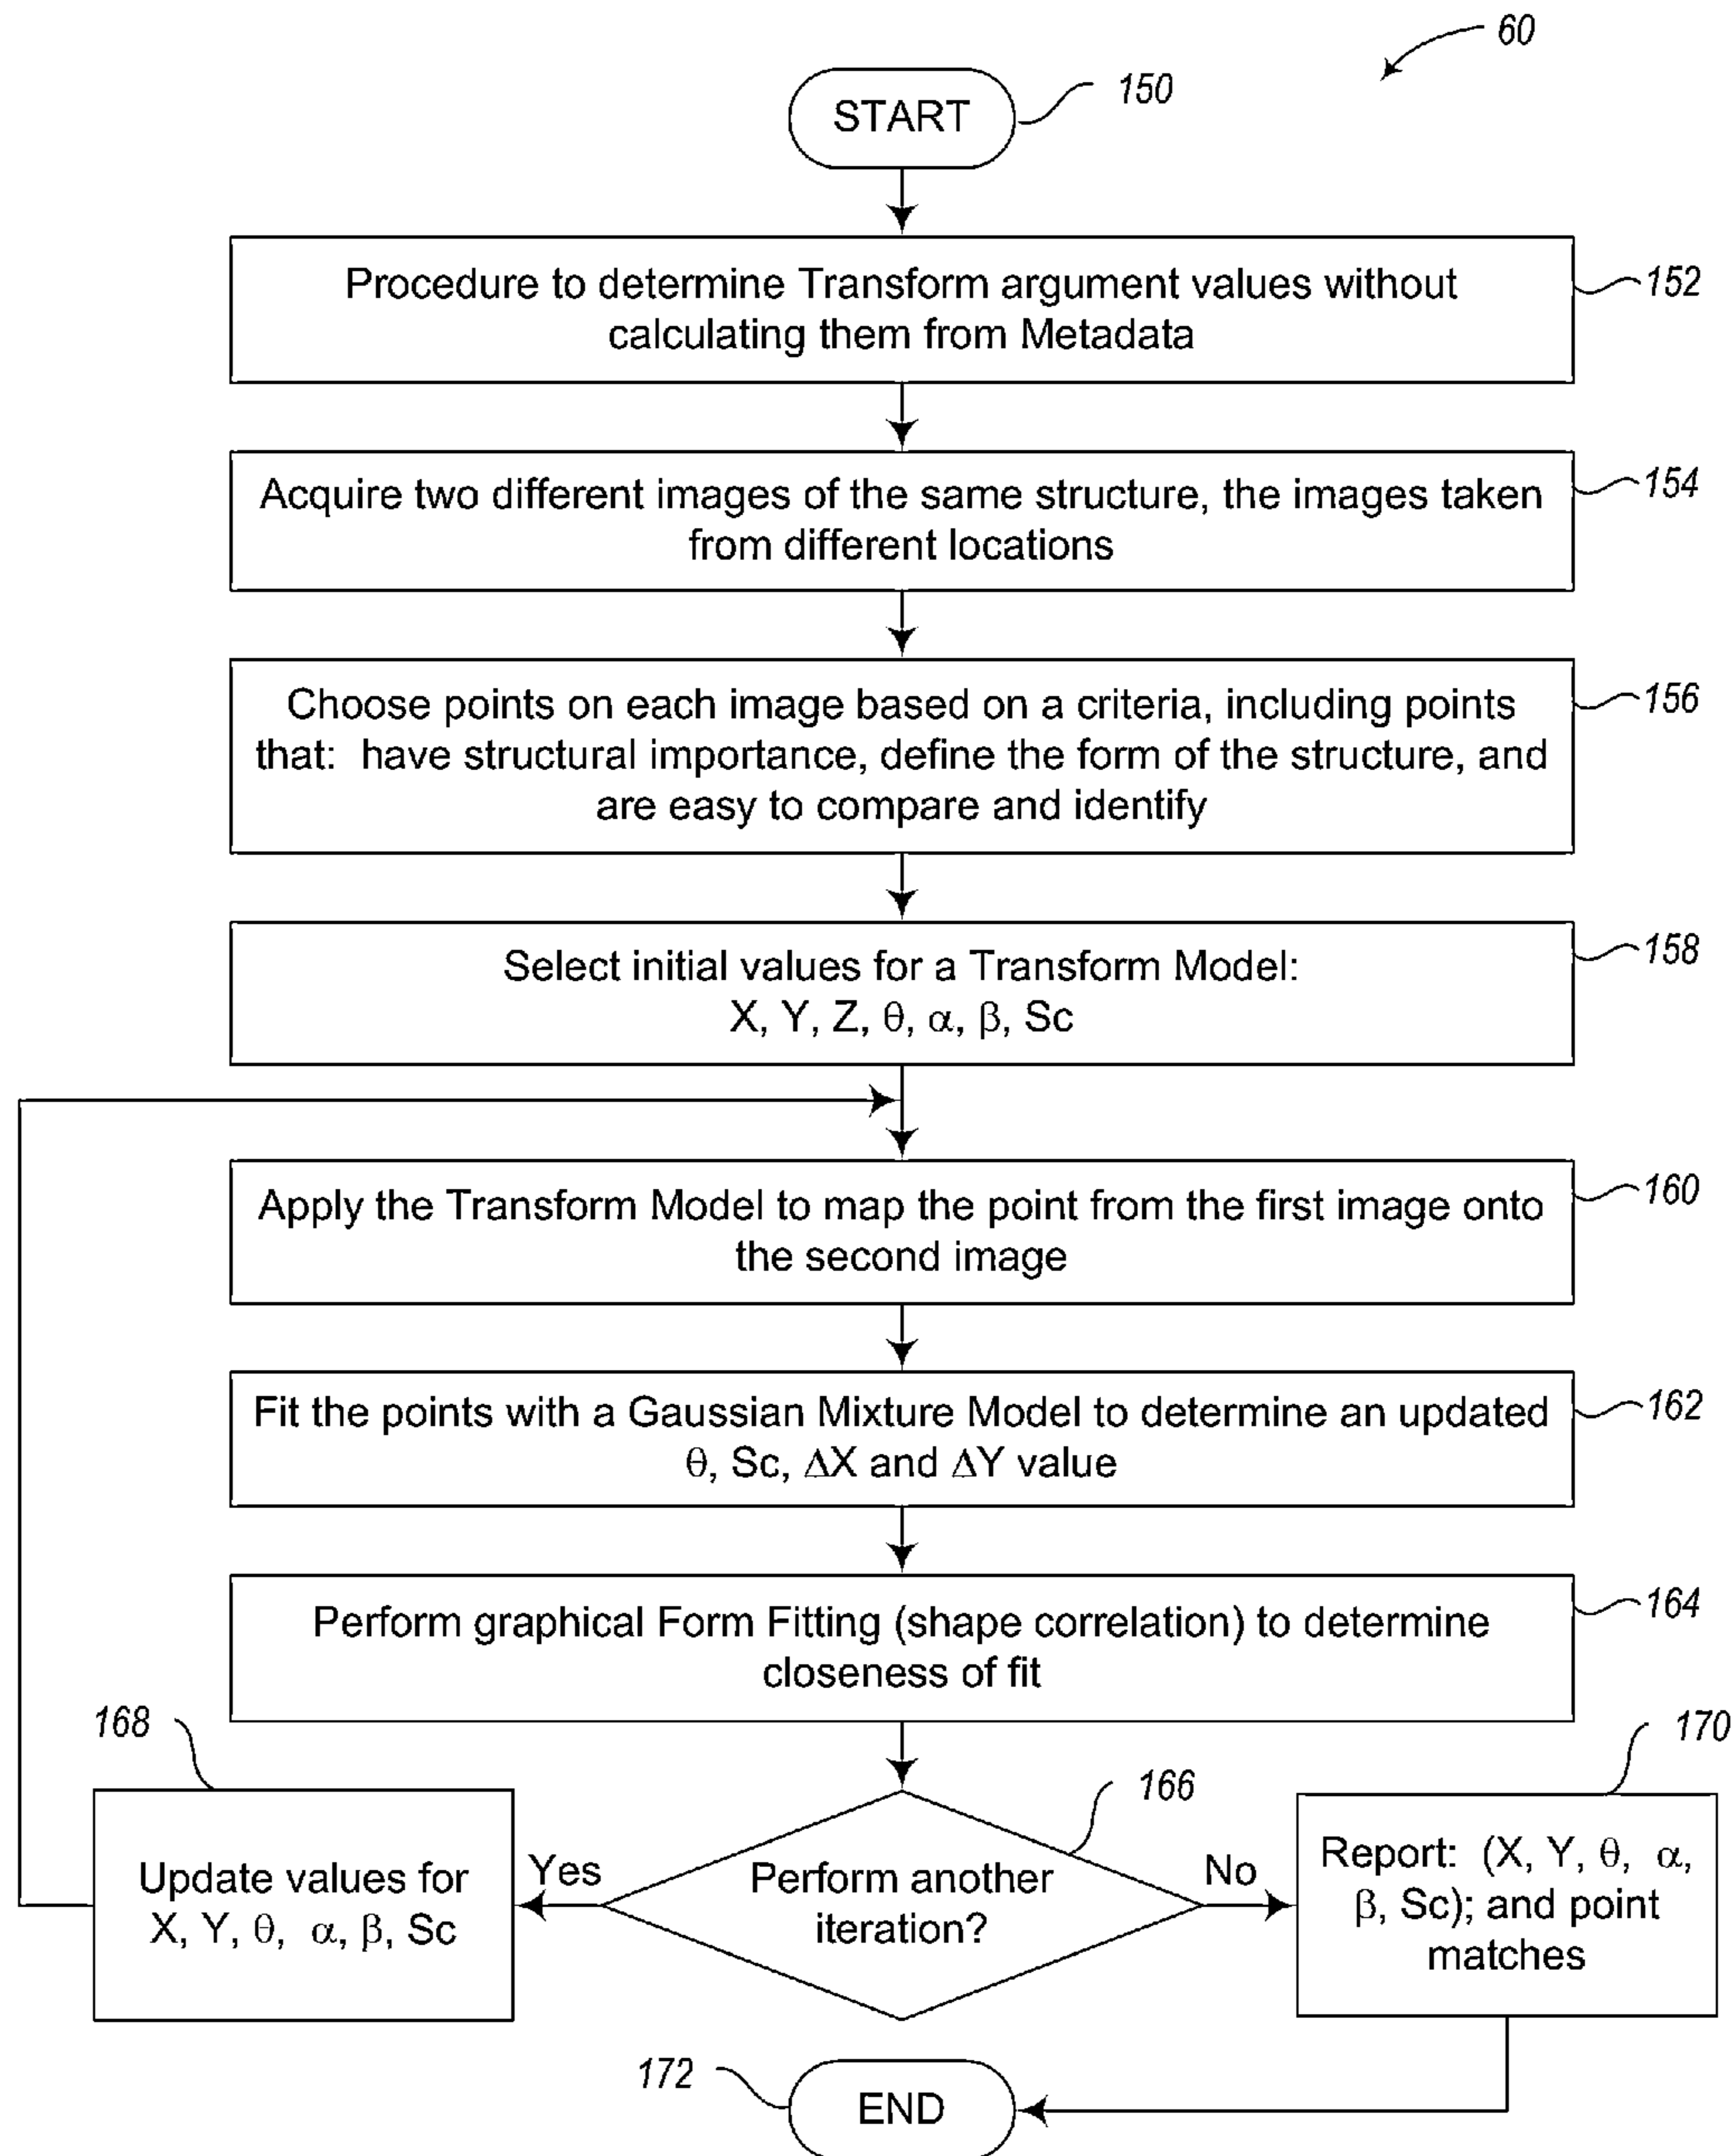 60
START
150
Procedure to determine Transform argument values without
calculating them from Metadata
152
Acquire two different images of the same structure, the images taken
from different locations
154
Choose points on each image based on a criteria, including points
that: have structural importance, define the form of the structure, and
are easy to compare and identify
156
Select initial values for a Transform Model:
X, Y, Z, θ, α, β, Sc
158
Apply the Transform Model to map the point from the first image onto
the second image
160
Fit the points with a Gaussian Mixture Model to determine an updated
θ, Sc, ΔX and ΔY value
162
Perform graphical Form Fitting (shape correlation) to determine
closeness of fit
164
168
Update values for
X, Y, θ, α, β, Sc
Yes
Perform another
iteration?
166
No
170
Report: (X, Y, θ, α,
β, Sc); and point
matches
172
END